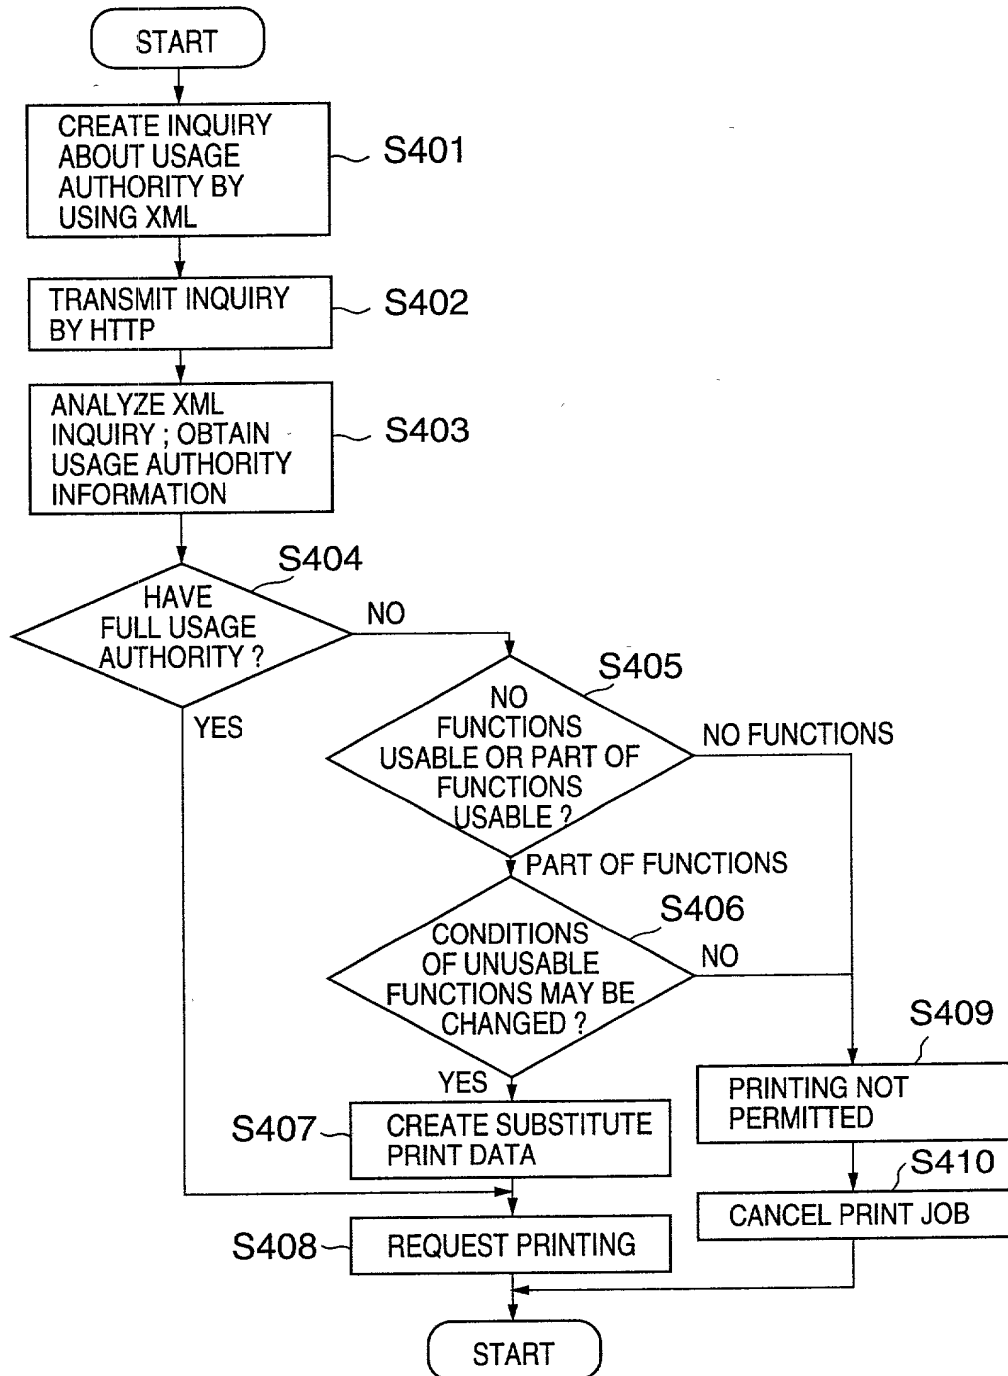 START
CREATE INQUIRY
ABOUT USAGE
AUTHORITY BY
USING XML
S401
TRANSMIT INQUIRY
BY HTTP
S402
ANALYZE XML
INQUIRY ; OBTAIN
USAGE AUTHORITY
INFORMATION
S403
S404
HAVE
FULL USAGE
AUTHORITY ?
NO
YES
S405
NO
FUNCTIONS
USABLE OR PART OF
FUNCTIONS
USABLE ?
NO FUNCTIONS
PART OF FUNCTIONS
S406
CONDITIONS
OF UNUSABLE
FUNCTIONS MAY BE
CHANGED ?
NO
YES
S407
CREATE SUBSTITUTE
PRINT DATA
S409
PRINTING NOT
PERMITTED
S410
CANCEL PRINT JOB
S408
REQUEST PRINTING
START